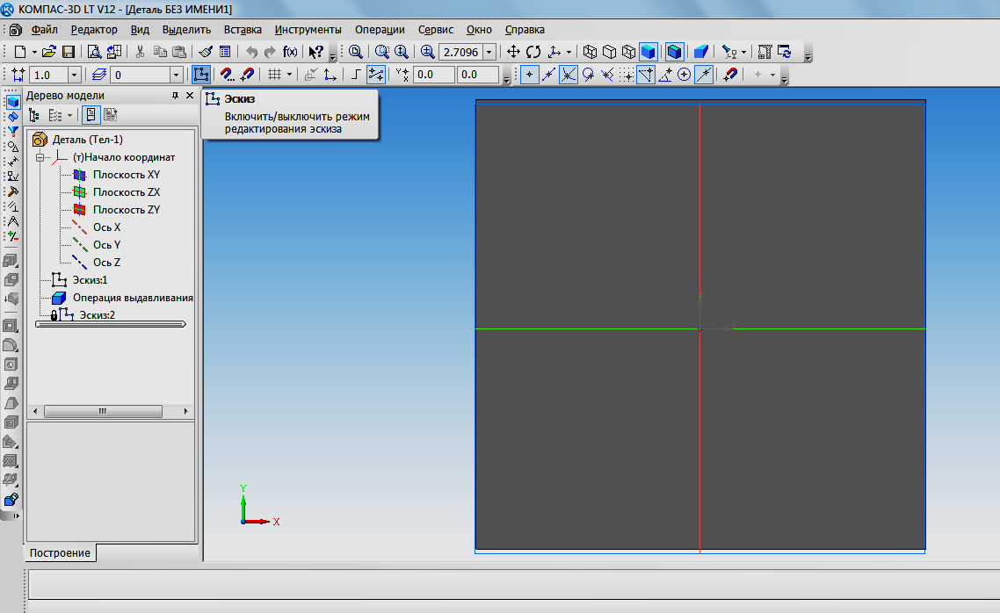 КОМПАС-3D LT V12 - [Деталь БЕЗ ИМЕНИ1]
Файл Редактор Вид Выделить Вставка Инструменты Операции Сервис Окно Справка
f(x) ? 2.7096
1.0 0 0.0 0.0
Дерево модели
Эскиз
Включить/выключить режим
редактирования эскиза
Деталь (Тел-1)
(т)Начало координат
Плоскость XY
Плоскость ZX
Плоскость ZY
Ось X
Ось Y
Ось Z
Эскиз:1
Операция выдавливания
Эскиз:2
Y
X
Y
X
Построение